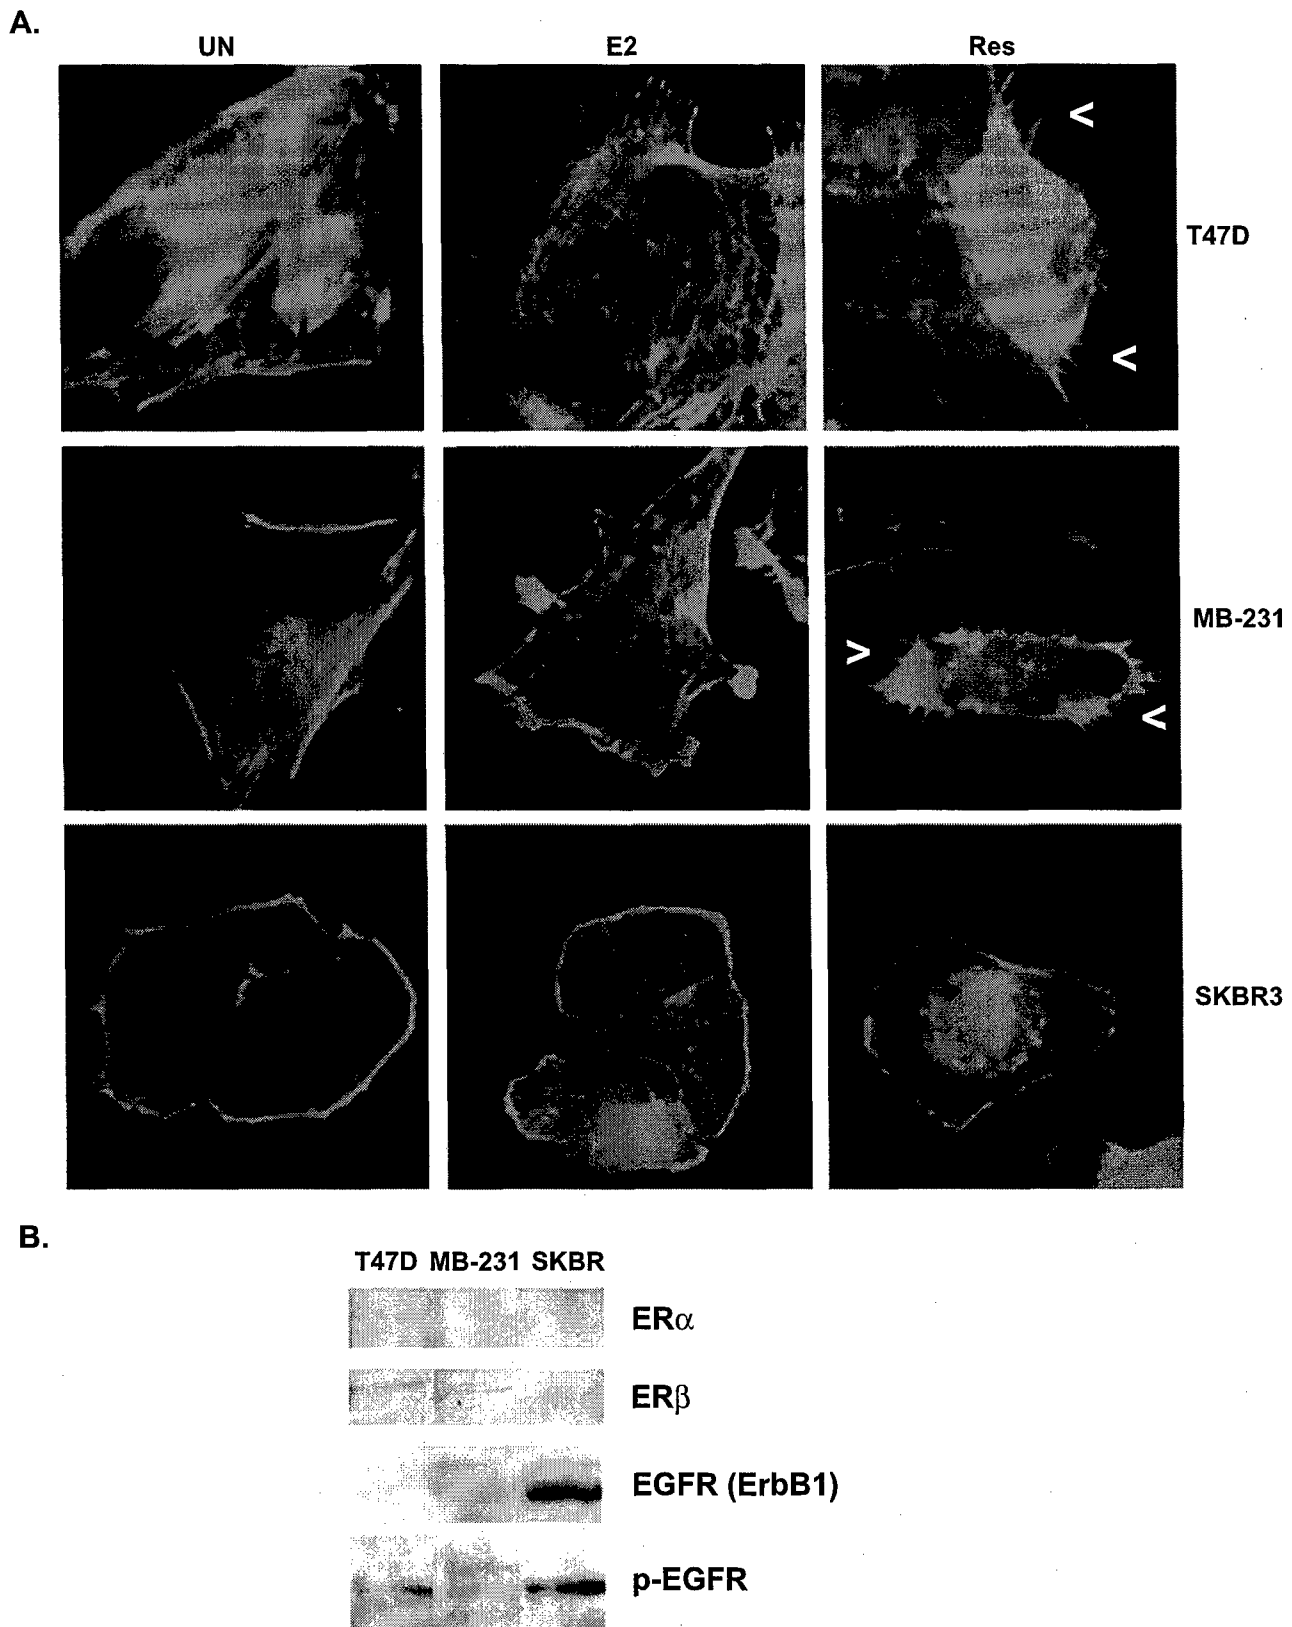 A.
UN E2 Res
<
T47D
<
MB-231
>
<
SKBR3
B.
T47D MB-231 SKBR
ERα
ERβ
EGFR (ErbB1)
p-EGFR